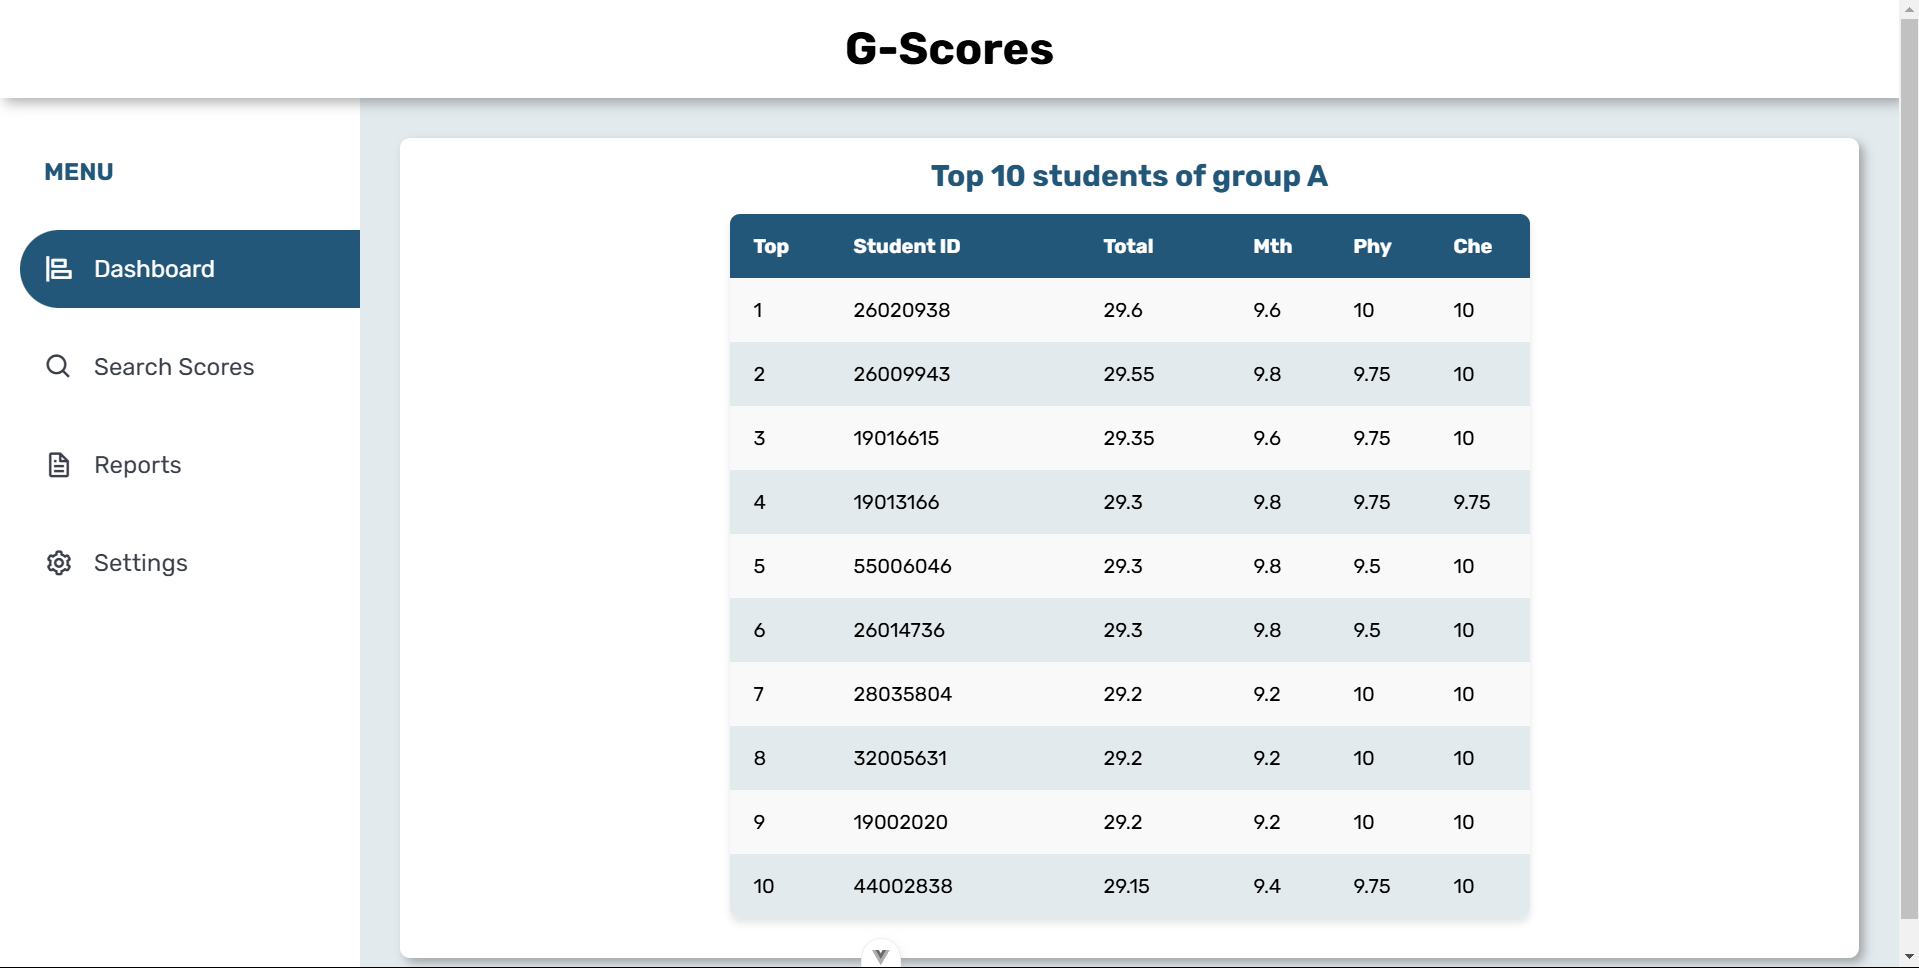 G-Scores
MENU
Dashboard
Search Scores
Reports
Settings
Top 10 students of group A
Top Student ID Total Mth Phy Che
1 26020938 29.6 9.6 10 10
2 26009943 29.55 9.8 9.75 10
3 19016615 29.35 9.6 9.75 10
4 19013166 29.3 9.8 9.75 9.75
5 55006046 29.3 9.8 9.5 10
6 26014736 29.3 9.8 9.5 10
7 28035804 29.2 9.2 10 10
8 32005631 29.2 9.2 10 10
9 19002020 29.2 9.2 10 10
10 44002838 29.15 9.4 9.75 10